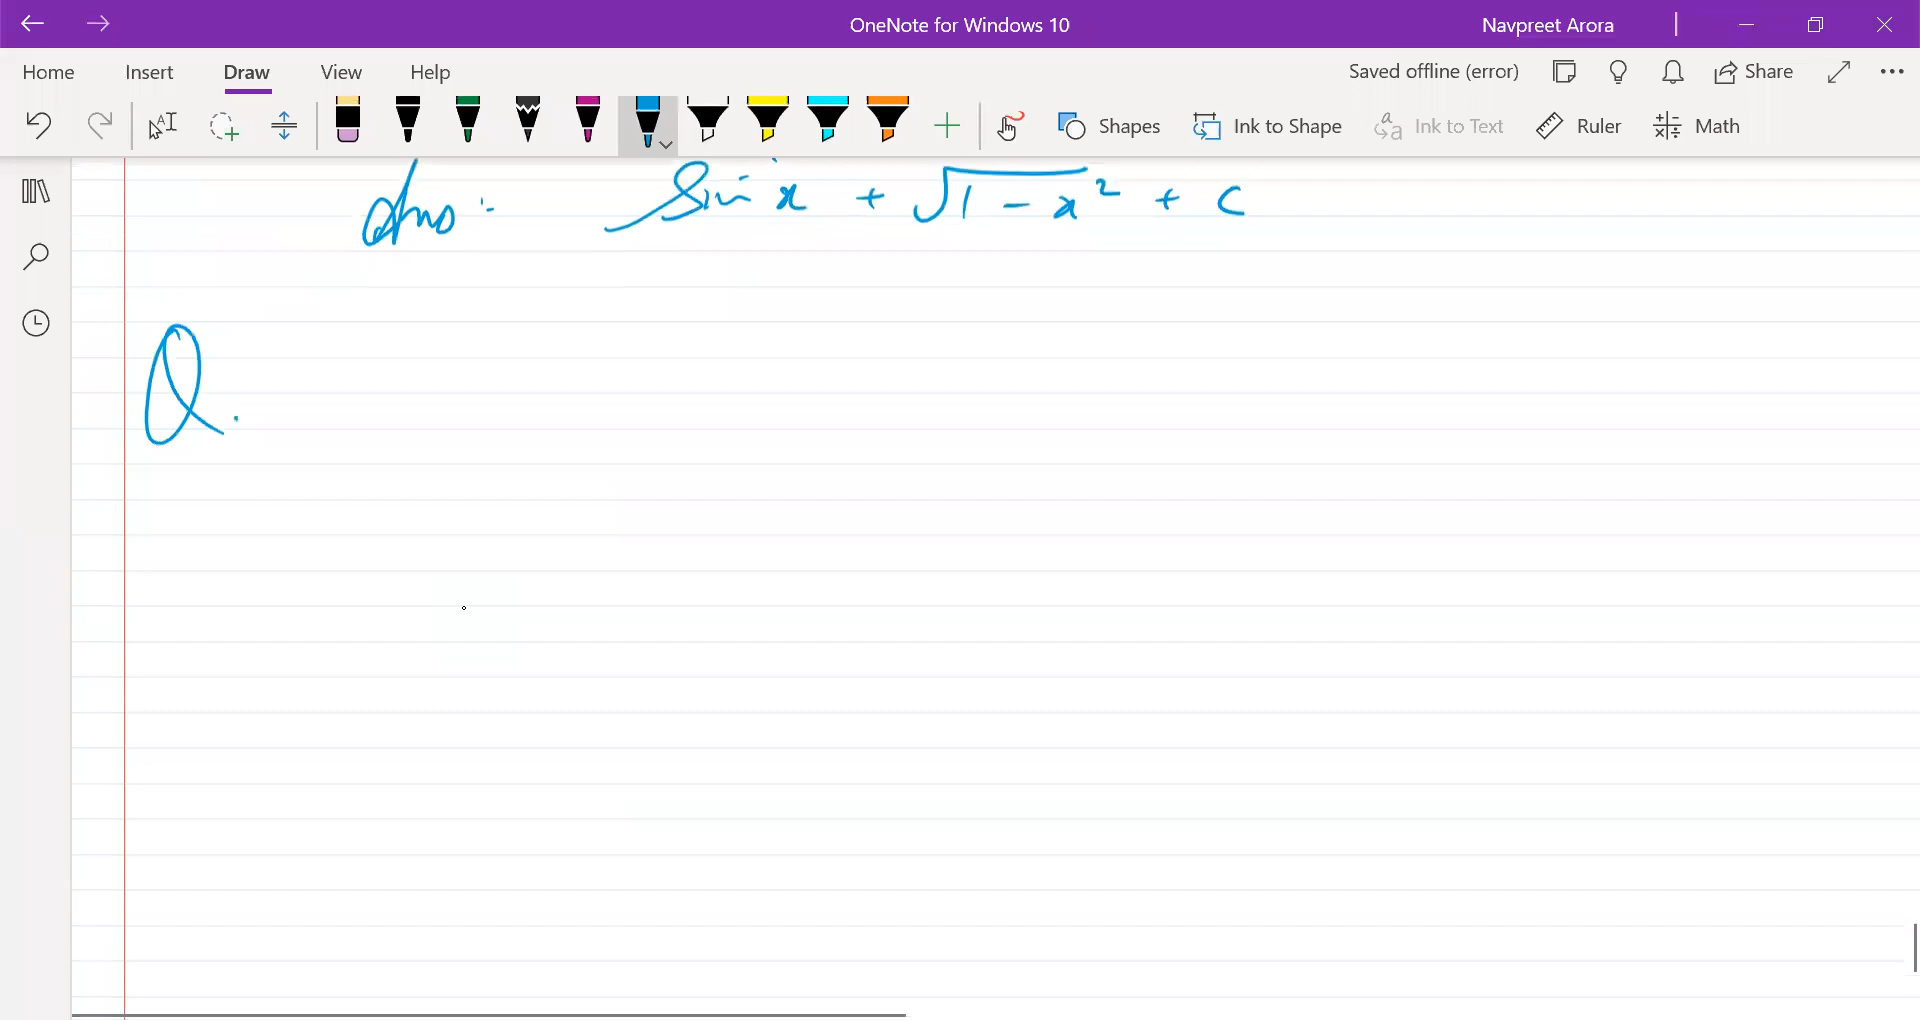 OneNote for Windows 10
Navpreet Arora
Home Insert Draw View Help
Saved offline (error) Share
Shapes Ink to Shape Ink to Text Ruler Math
Ans: Sin x + √1 - x² + c
Q.